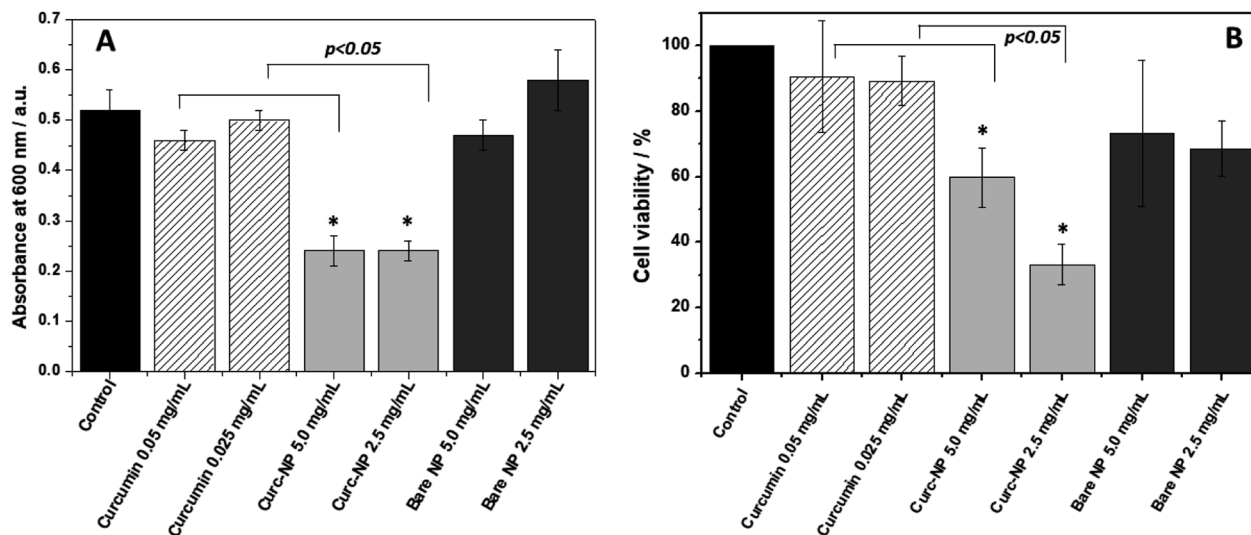 A
Absorbance at 600 nm / a.u.
0.7
0.6
0.5
0.4
0.3
0.2
0.1
0.0
p<0.05
*
*
Control
Curcumin 0.05 mg/mL
Curcumin 0.025 mg/mL
Curc-NP 5.0 mg/mL
Curc-NP 2.5 mg/mL
Bare NP 5.0 mg/mL
Bare NP 2.5 mg/mL
B
Cell viability / %
100
80
60
40
20
0
p<0.05
*
*
Control
Curcumin 0.05 mg/mL
Curcumin 0.025 mg/mL
Curc-NP 5.0 mg/mL
Curc-NP 2.5 mg/mL
Bare NP 5.0 mg/mL
Bare NP 2.5 mg/mL